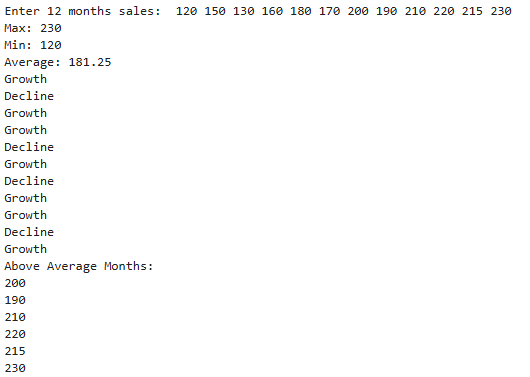 Enter 12 months sales:  120 150 130 160 180 170 200 190 210 220 215 230
Max: 230
Min: 120
Average: 181.25
Growth
Decline
Growth
Growth
Decline
Growth
Decline
Growth
Growth
Decline
Growth
Above Average Months:
200
190
210
220
215
230